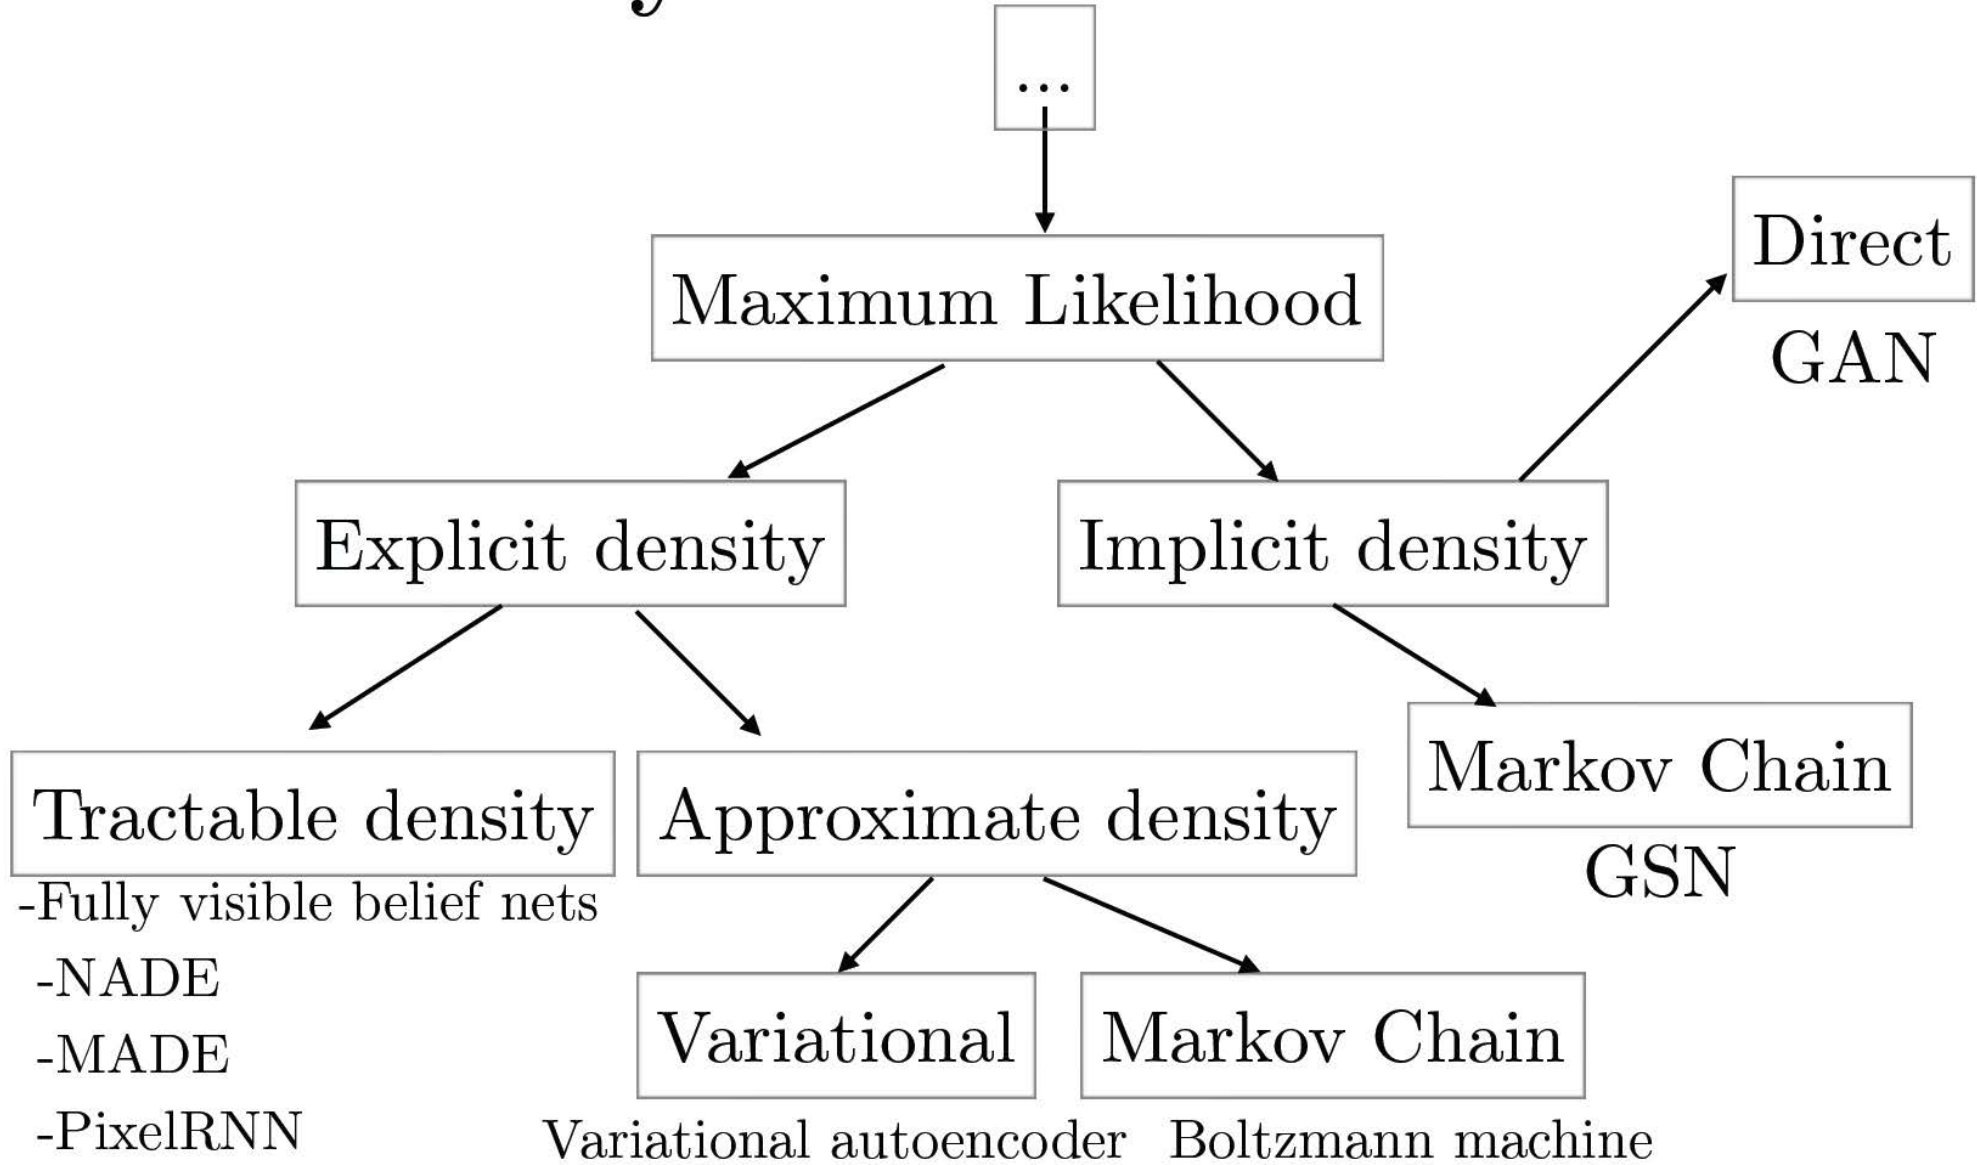 ...
Direct
Maximum Likelihood
GAN
Explicit density
Implicit density
Markov Chain
Tractable density
Approximate density
GSN
-Fully visible belief nets
-NADE
-MADE
-PixelRNN
Variational
Markov Chain
Variational autoencoder
Boltzmann machine